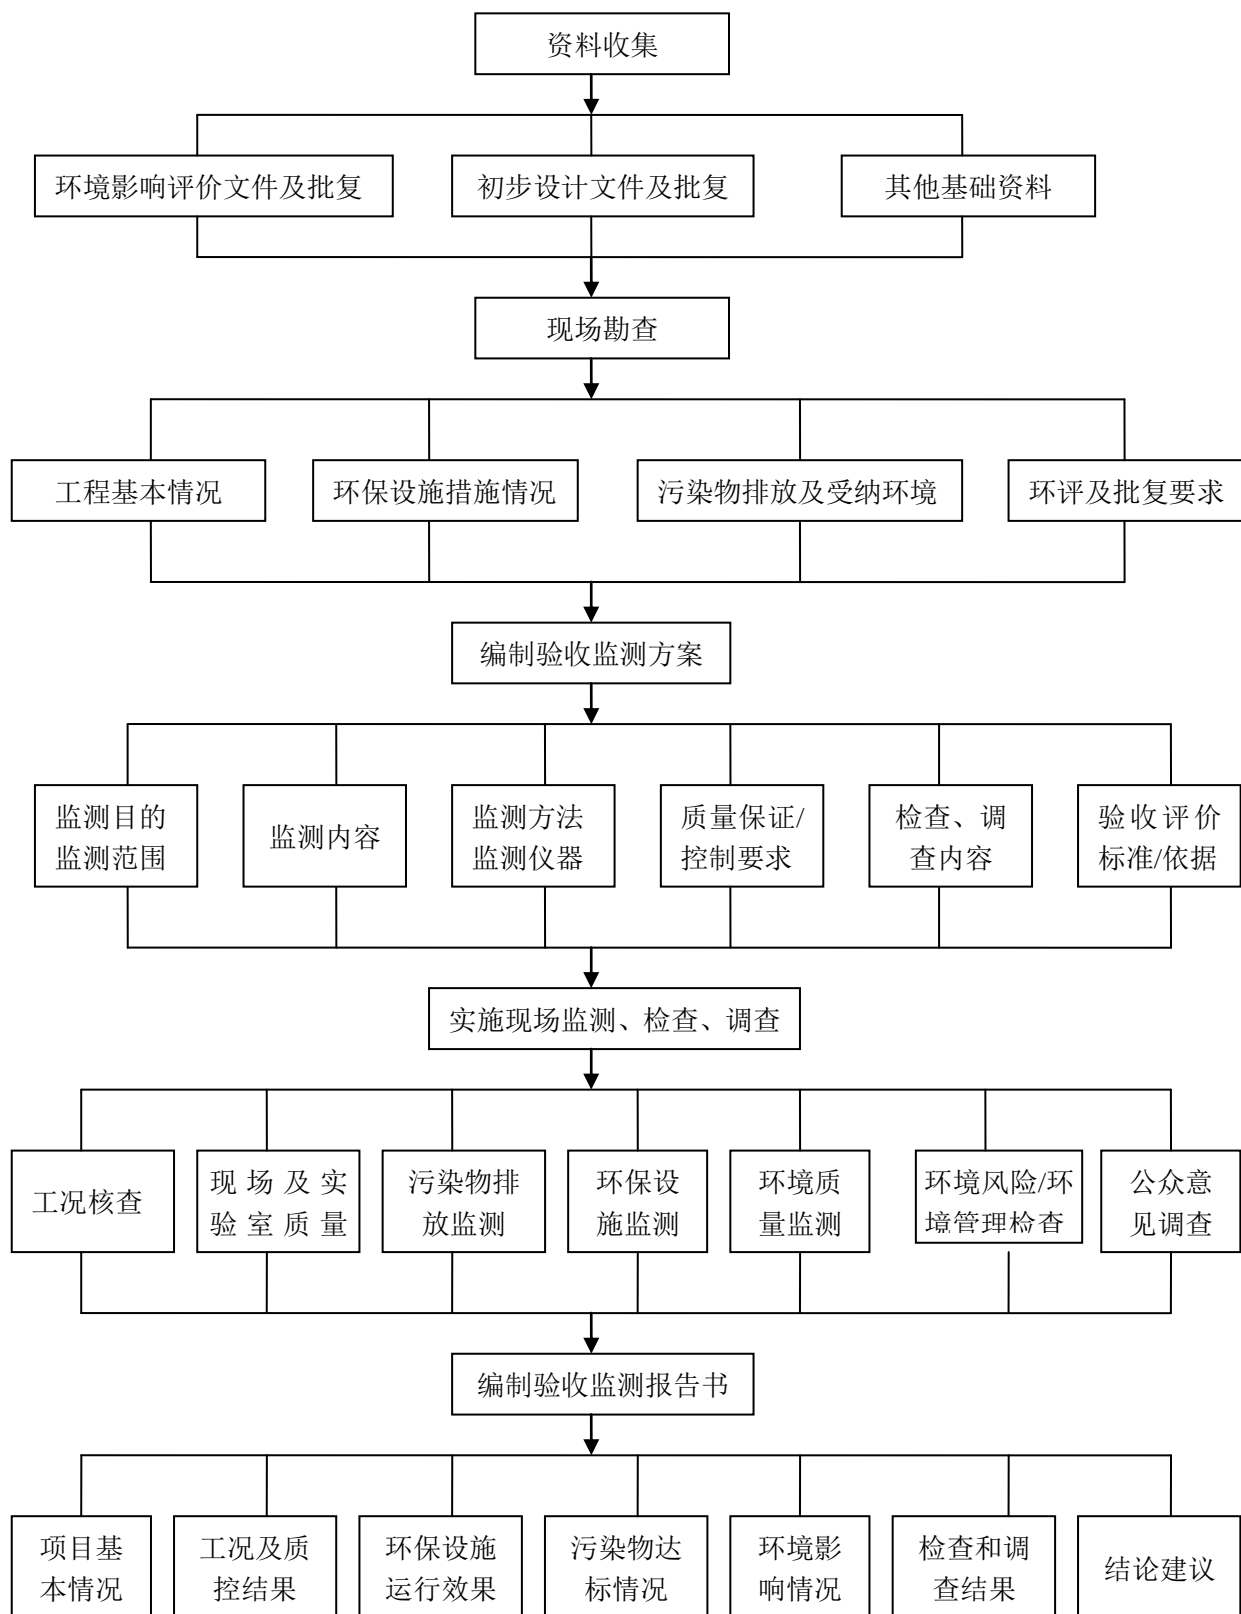 资料收集
环境影响评价文件及批复
初步设计文件及批复
其他基础资料
现场勘查
工程基本情况
环保设施措施情况
污染物排放及受纳环境
环评及批复要求
编制验收监测方案
监测目的
监测范围
监测内容
监测方法
监测仪器
质量保证/
控制要求
检查、调
查内容
验收评价
标准/依据
实施现场监测、检查、调查
工况核查
现场及实
验室质量
污染物排
放监测
环保设
施监测
环境质
量监测
环境风险/环
境管理检查
公众意
见调查
编制验收监测报告书
项目基
本情况
工况及质
控结果
环保设施
运行效果
污染物达
标情况
环境影
响情况
检查和调
查结果
结论建议